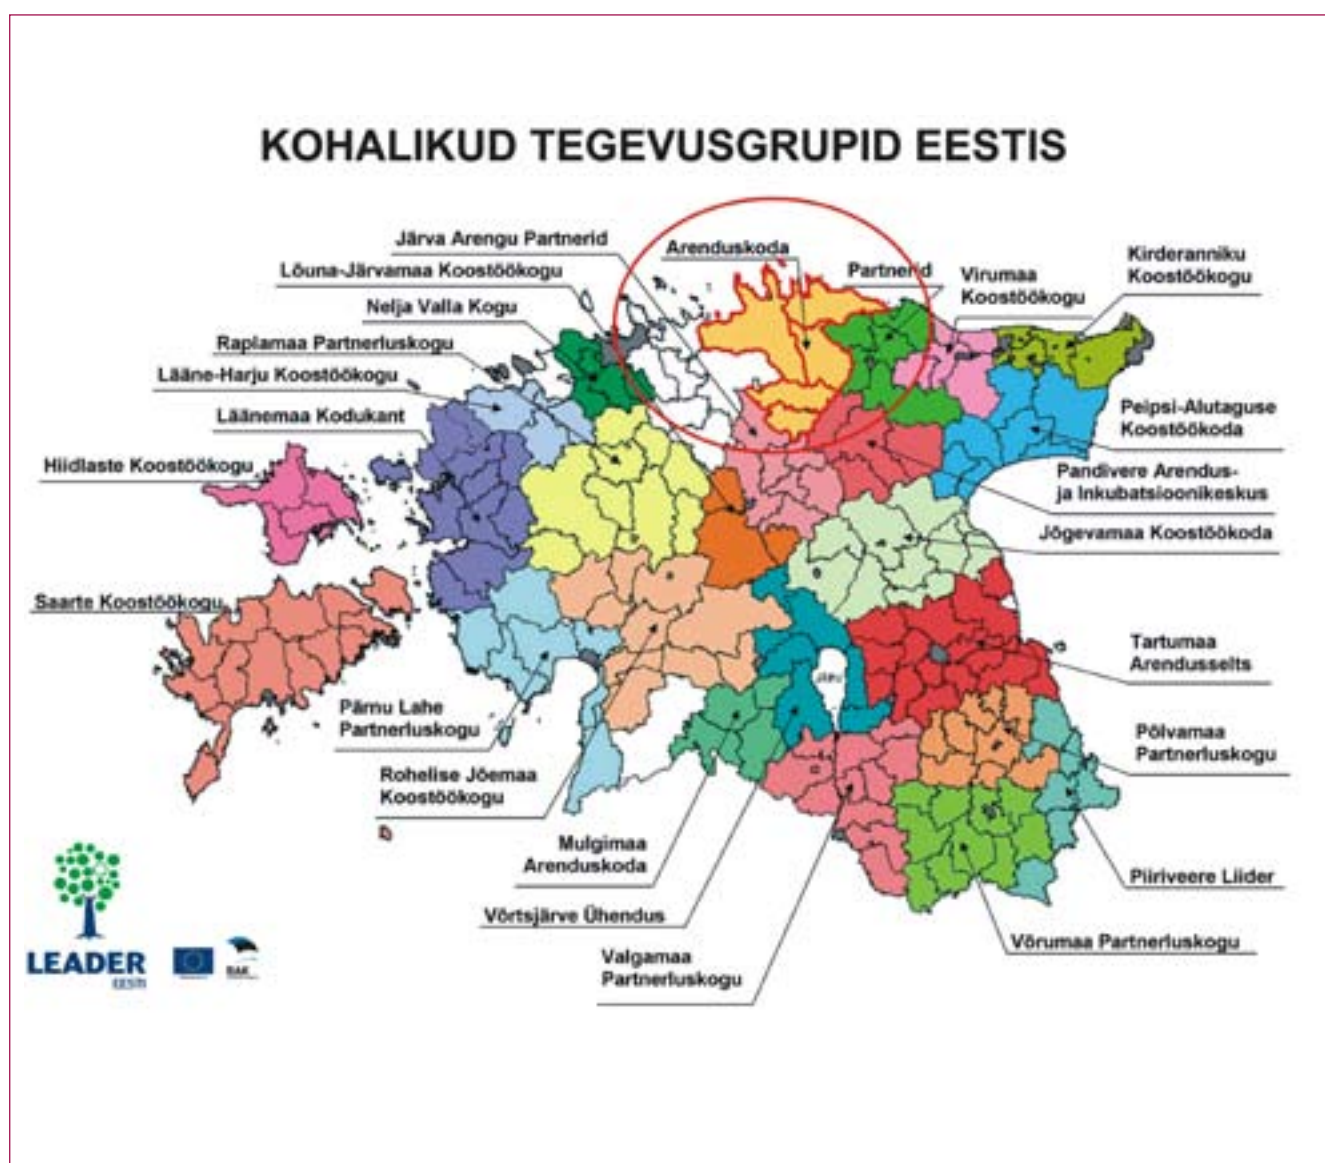 KOHALIKUD TEGEVUSGRUPID EESTIS
Järva Arengu Partnerid
Lõuna-Järvamaa Koostöökogu
Nelja Valla Kogu
Raplamaa Partnerluskogu
Lääne-Harju Koostöökogu
Läänemaa Kodukant
Hiidlaste Koostöökogu
Saarte Koostöökogu
Arenduskoda
Partnerid
Virumaa
Koostöökogu
Kirderanniku
Koostöökogu
Peipsi-Alutaguse
Koostöökoda
Pandivere Arendus-
ja Inkubatsioonikeskus
Jõgevamaa Koostöökoda
Tartumaa
Arendusselts
Põlvamaa
Partnerluskogu
Piiriveere Liider
Võrumaa Partnerluskogu
Pärnu Lahe
Partnerluskogu
Rohelise Jõemaa
Koostöökogu
Mulgimaa
Arenduskoda
Võrtsjärve Ühendus
Valgamaa
Partnerluskogu
LEADER
EESTI